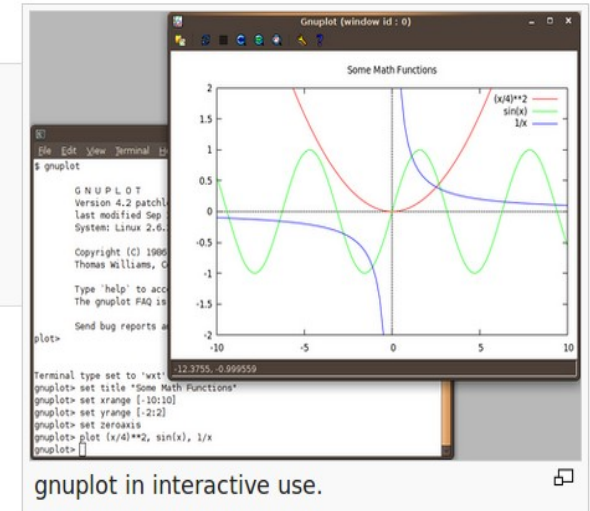 Gnuplot (window id : 0)
Some Math Functions
(x/4)**2
sin(x)
1/x
2
1.5
1
0.5
0
-0.5
-1
-1.5
-2
-10
-5
0
5
10
-12.3755, -0.999559
File Edit View Terminal
$ gnuplot
G N U P L O T
Version 4.2
last modified Sep
System: Linux 2.6.
Copyright (C) 1986
Thomas Williams,
Type `help` to
The gnuplot FAQ is
Send bug reports
plot>
Terminal type set to 'wxt'
gnuplot> set title "Some Math Functions"
gnuplot> set xrange [-10:10]
gnuplot> set yrange [-2:2]
gnuplot> set zeroaxis
gnuplot> plot (x/4)**2, sin(x), 1/x
gnuplot>
gnuplot in interactive use.